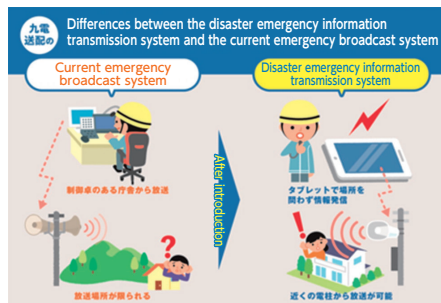 九電
送配の
Differences between the disaster emergency information
transmission system and the current emergency broadcast system
Current emergency
broadcast system
Disaster emergency information
transmission system
制御卓のある庁舎から放送
After introduction
タブレットで場所を
問わず情報発信
?
!
放送場所が限られる
近くの電柱から放送が可能